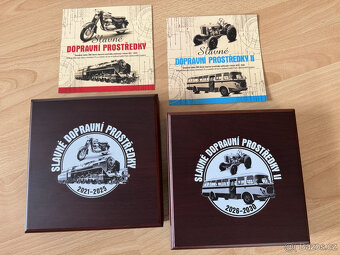 Slavné
DOPRAVNÍ PROSTŘEDKY
Slavné
DOPRAVNÍ PROSTŘEDKY II
SLAVNÉ DOPRAVNÍ PROSTŘEDKY
2021-2025
SLAVNÉ DOPRAVNÍ PROSTŘEDKY II
2026-2030